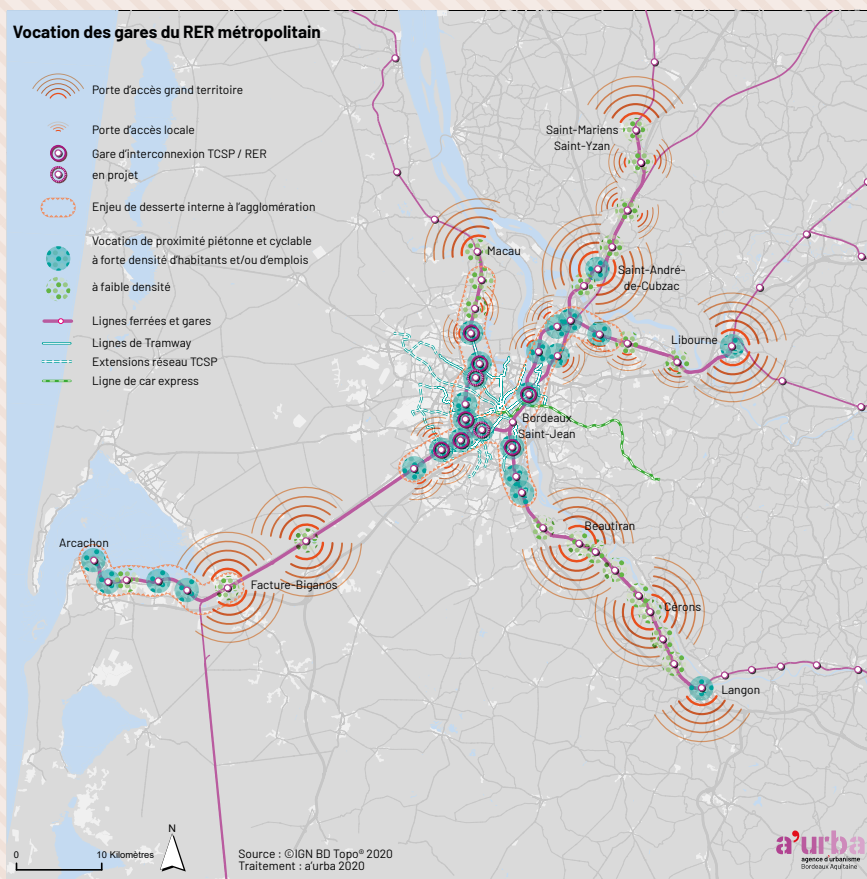 Vocation des gares du RER métropolitain
Porte d'accès grand territoire
Porte d'accès locale
Gare d'interconnexion TCSP / RER
en projet
Enjeu de desserte interne à l'agglomération
Vocation de proximité piétonne et cyclable
à forte densité d'habitants et/ou d'emplois
à faible densité
Lignes ferrées et gares
Lignes de Tramway
Extensions réseau TCSP
Ligne de car express
Saint-Mariens
Saint-Yzan
Macau
Saint-André-
de-Cubzac
Libourne
Bordeaux
Saint-Jean
Beautiran
Arcachon
Facture-Biganos
Cérons
Langon
N
0 10 Kilomètres
Source : ©IGN BD Topo® 2020
Traitement : a'urba 2020
a'urba
agence d'urbanisme
Bordeaux Aquitaine